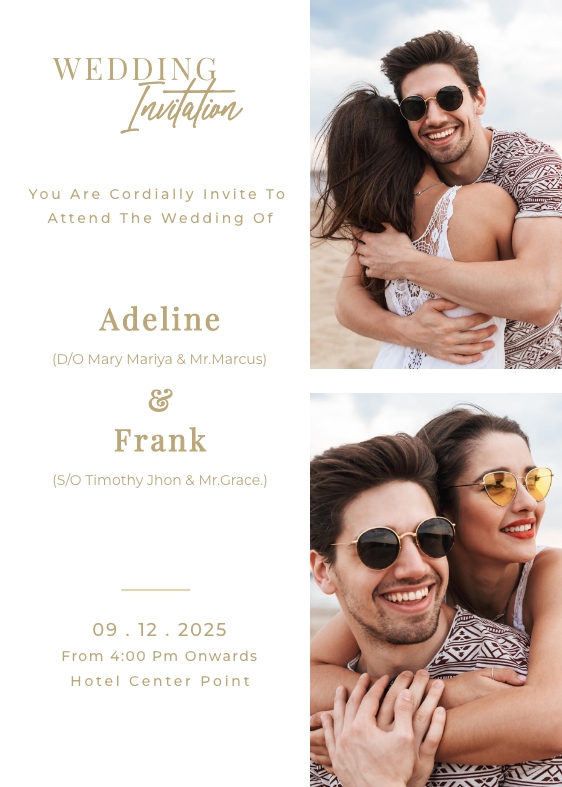 WEDDING
Invitation
You Are Cordially Invite To
Attend The Wedding Of
Adeline
(D/O Mary Mariya & Mr.Marcus)
&
Frank
(S/O Timothy Jhon & Mr.Grace.)
09 . 12 . 2025
From 4:00 Pm Onwards
Hotel Center Point